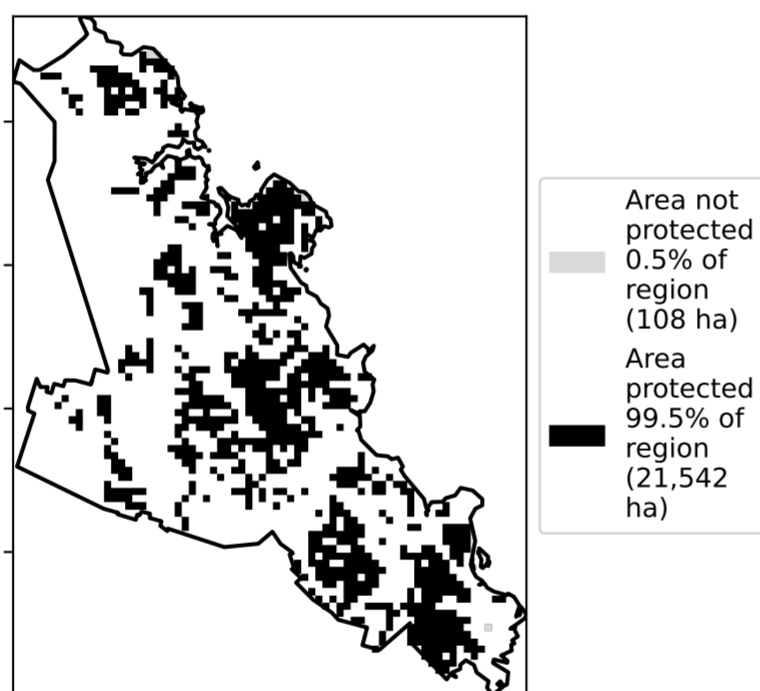 Area not
protected
0.5% of
region
(108 ha)
Area
protected
99.5% of
region
(21,542
ha)